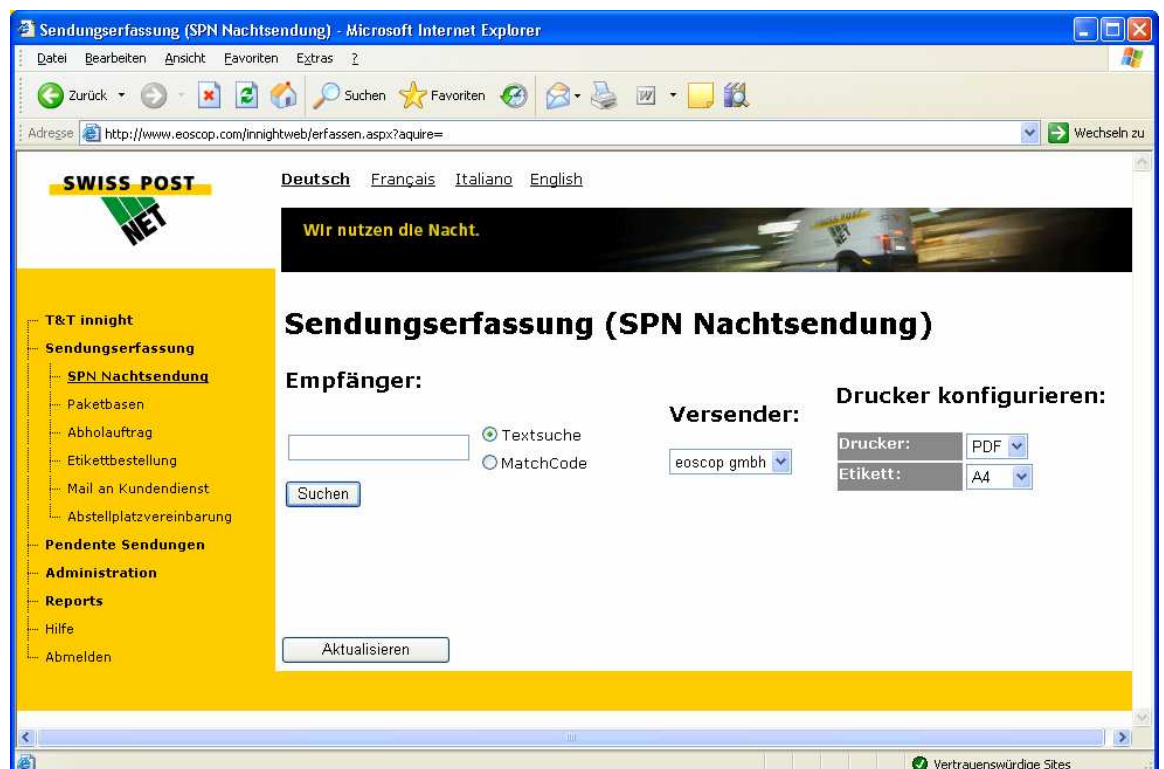 Sendungserfassung (SPN Nachtsendung) - Microsoft Internet Explorer
Datei Bearbeiten Ansicht Favoriten Extras ?
Zurück Suchen Favoriten
Adresse http://www.eoscop.com/innightweb/erfassen.aspx?aquire= Wechseln zu
SWISS POST
NET
Deutsch Français Italiano English
Wir nutzen die Nacht.
SWISS POST
NET
T&T innight
Sendungserfassung
SPN Nachtsendung
Paketbasen
Abholauftrag
Etikettbestellung
Mail an Kundendienst
Abstellplatzvereinbarung
Pendente Sendungen
Administration
Reports
Hilfe
Abmelden
Sendungserfassung (SPN Nachtsendung)
Empfänger:
Textsuche
MatchCode
Suchen
Versender:
eoscop gmbh
Drucker konfigurieren:
Drucker: PDF
Etikett: A4
Aktualisieren
Vertrauenswürdige Sites